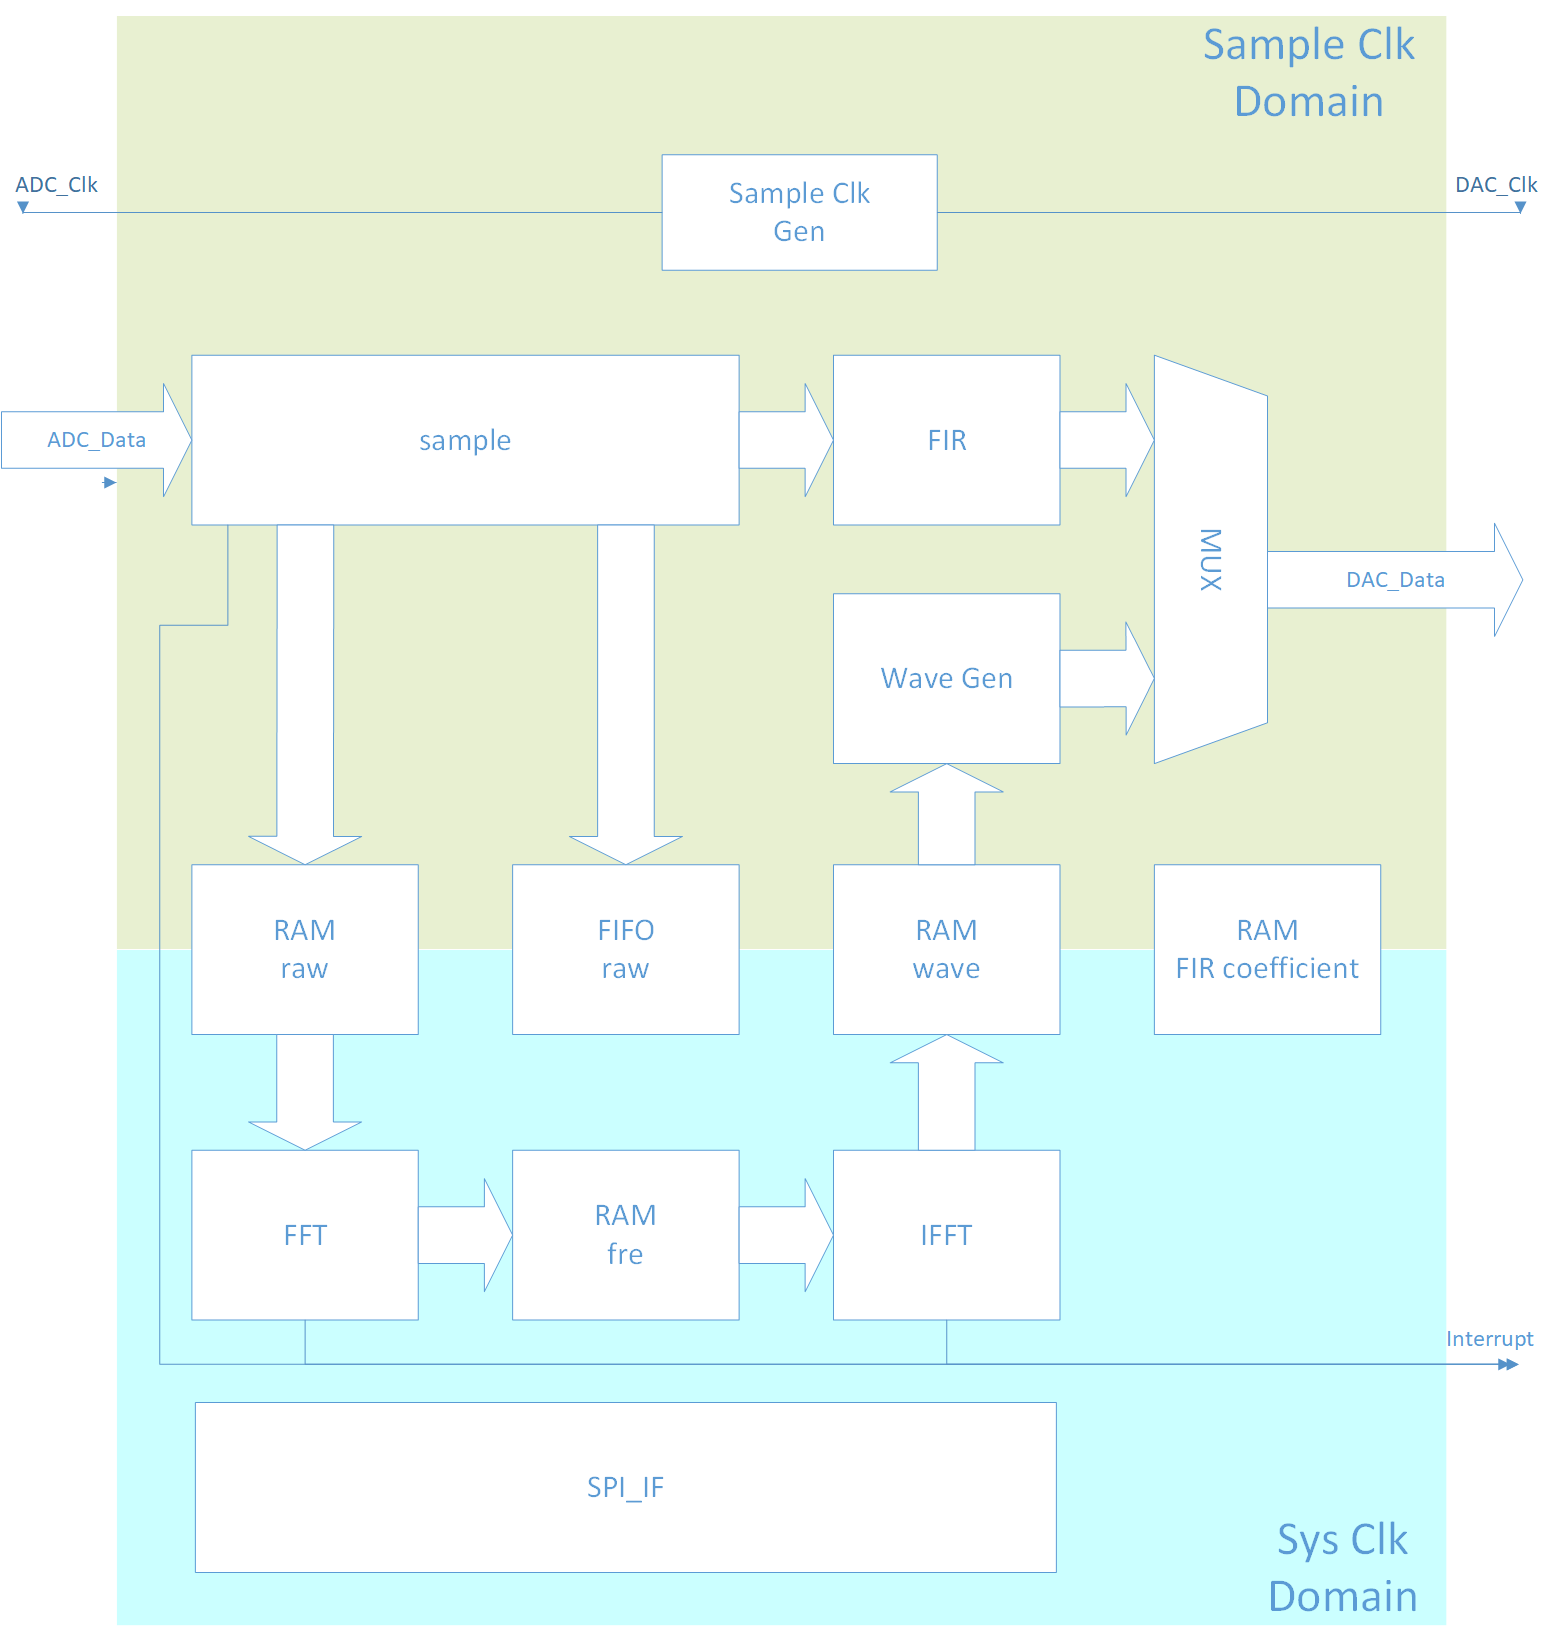 Sample Clk
Domain
ADC_Clk
Sample Clk
Gen
DAC_Clk
ADC_Data
sample
FIR
MUX
DAC_Data
Wave Gen
RAM
raw
FIFO
raw
RAM
wave
RAM
FIR coefficient
FFT
RAM
fre
IFFT
Interrupt
SPI_IF
Sys Clk
Domain